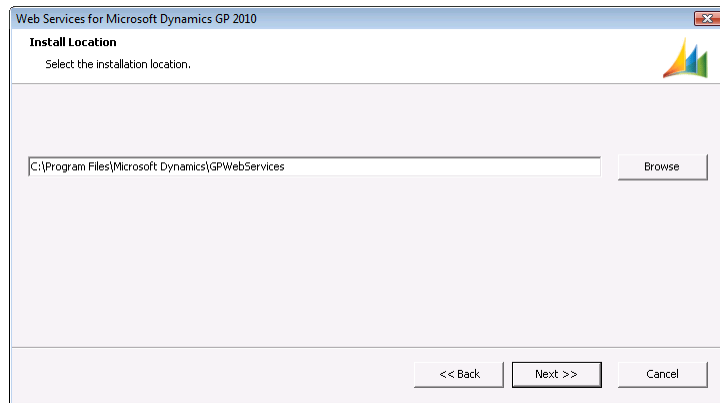 Web Services for Microsoft Dynamics GP 2010
Install Location
Select the installation location.
C:\Program Files\Microsoft Dynamics\GPWebServices
Browse
<< Back
Next >>
Cancel